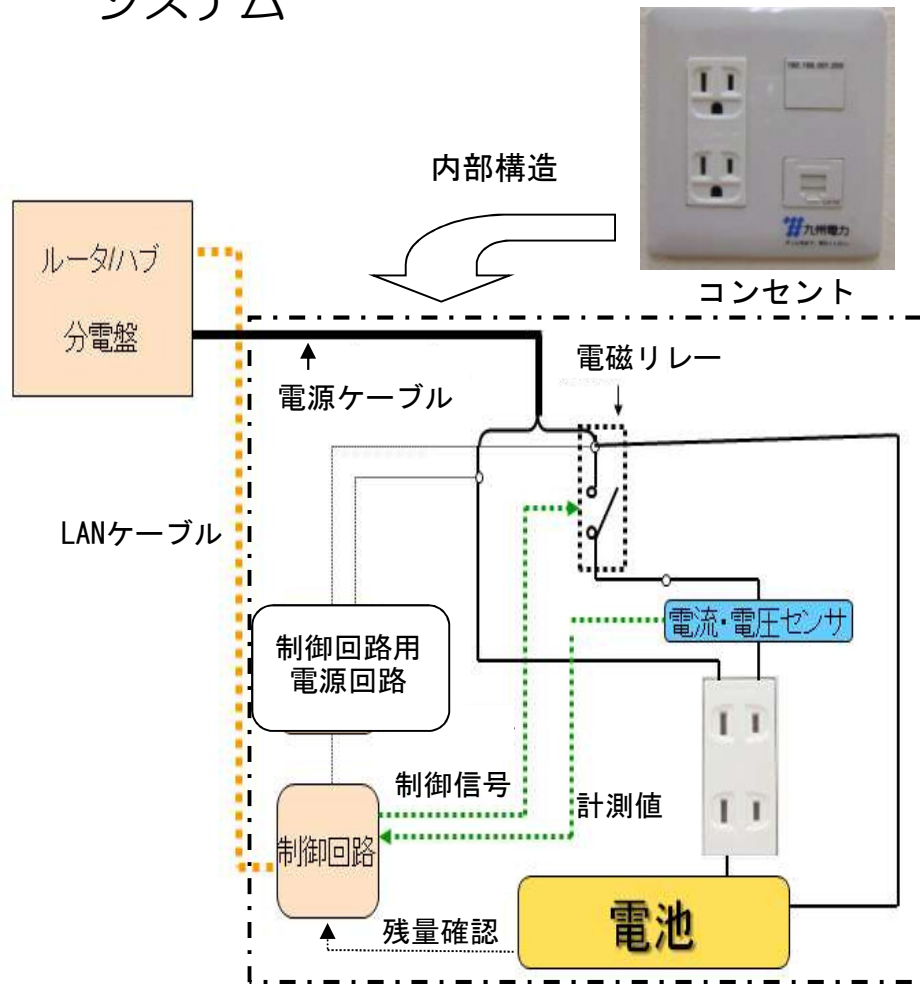 システム
192.168.001.200
内部構造
九州電力
コンセント
ルータ/ハブ
分電盤
電源ケーブル
電磁リレー
LANケーブル
電流・電圧センサ
制御回路用
電源回路
制御信号
計測値
制御回路
電池
残量確認